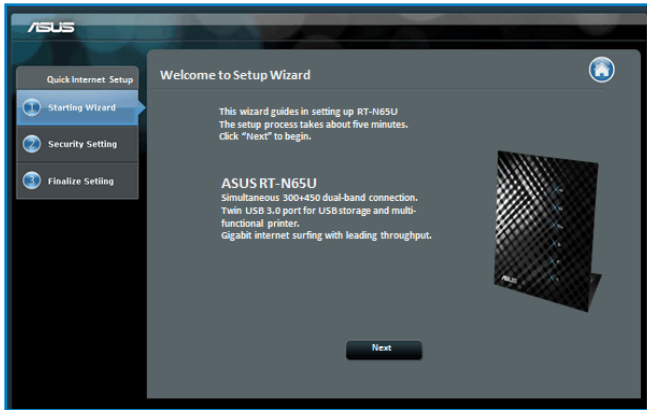 ASUS
Quick Internet Setup
1 Starting Wizard
2 Security Setting
3 Finalize Setiing
Welcome to Setup Wizard
This wizard guides in setting up RT-N65U
The setup process takes about five minutes.
Click “Next” to begin.
ASUS RT-N65U
Simultaneous 300+450 dual-band connection.
Twin USB 3.0 port for USB storage and multi-
functional printer.
Gigabit internet surfing with leading throughput.
ASUS
Next